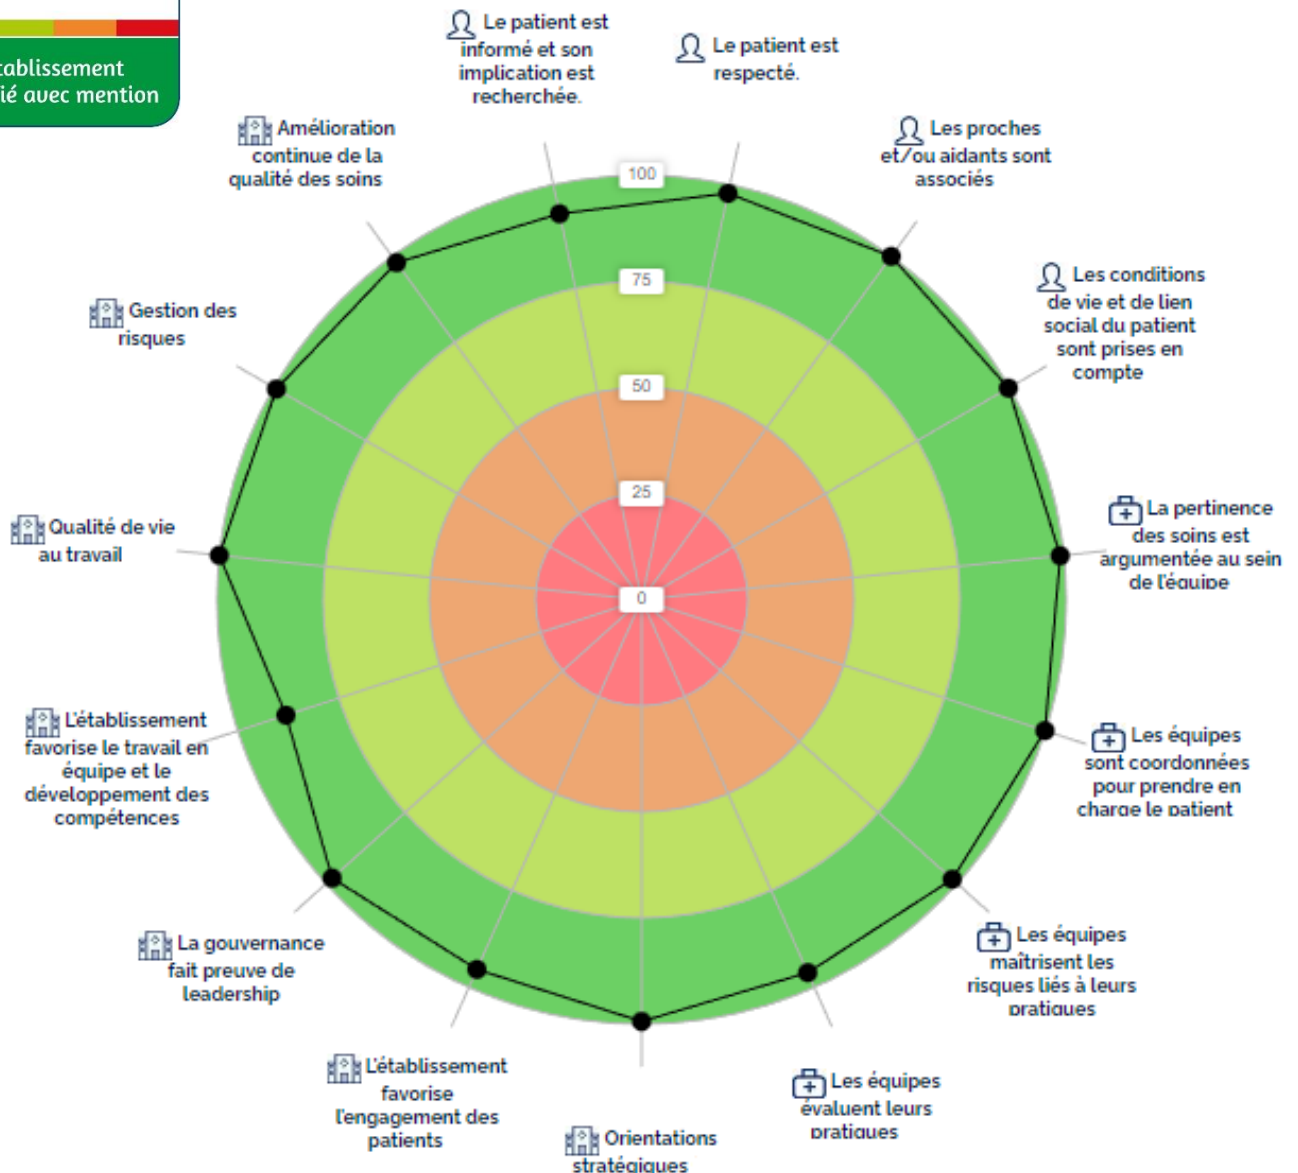 tablissement
ié avec mention
Le patient est
informé et son
implication est
recherchée.
Le patient est
respecté.
Les proches
et/ou aidants sont
associés
Les conditions
de vie et de lien
social du patient
sont prises en
compte
La pertinence
des soins est
argumentée au sein
de l'équipe
Les équipes
sont coordonnées
pour prendre en
charge le patient
Les équipes
maîtrisent les
risques liés à leurs
pratiques
Les équipes
évaluent leurs
pratiques
Orientations
stratégiques
L'établissement
favorise
l'engagement des
patients
La gouvernance
fait preuve de
leadership
L'établissement
favorise le travail en
équipe et le
développement des
compétences
Qualité de vie
au travail
Gestion des
risques
Amélioration
continue de la
qualité des soins
100
75
50
25
0